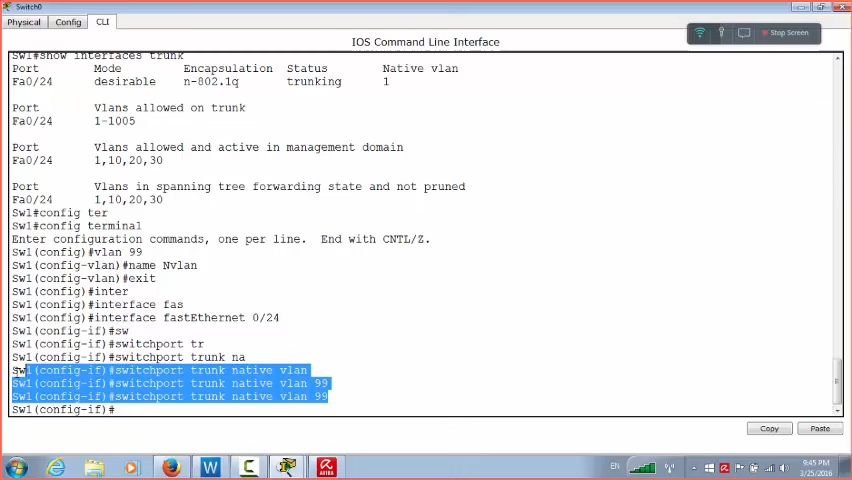 Switch0
Physical Config CLI
IOS Command Line Interface
Stop Screen
Sw1#show interfaces trunk
Port Mode Encapsulation Status Native vlan
Fa0/24 desirable n-802.1q trunking 1
Port Vlans allowed on trunk
Fa0/24 1-1005
Port Vlans allowed and active in management domain
Fa0/24 1,10,20,30
Port Vlans in spanning tree forwarding state and not pruned
Fa0/24 1,10,20,30
Sw1#config ter
Sw1#config terminal
Enter configuration commands, one per line. End with CNTL/Z.
Sw1(config)#vlan 99
Sw1(config-vlan)#name Nvlan
Sw1(config-vlan)#exit
Sw1(config)#inter
Sw1(config)#interface fas
Sw1(config)#interface fastEthernet 0/24
Sw1(config-if)#sw
Sw1(config-if)#switchport tr
Sw1(config-if)#switchport trunk na
Sw1(config-if)#switchport trunk native vlan
Sw1(config-if)#switchport trunk native vlan 99
Sw1(config-if)#switchport trunk native vlan 99
Sw1(config-if)#
Copy Paste
EN 9:45 PM
3/25/2016
AVIRA